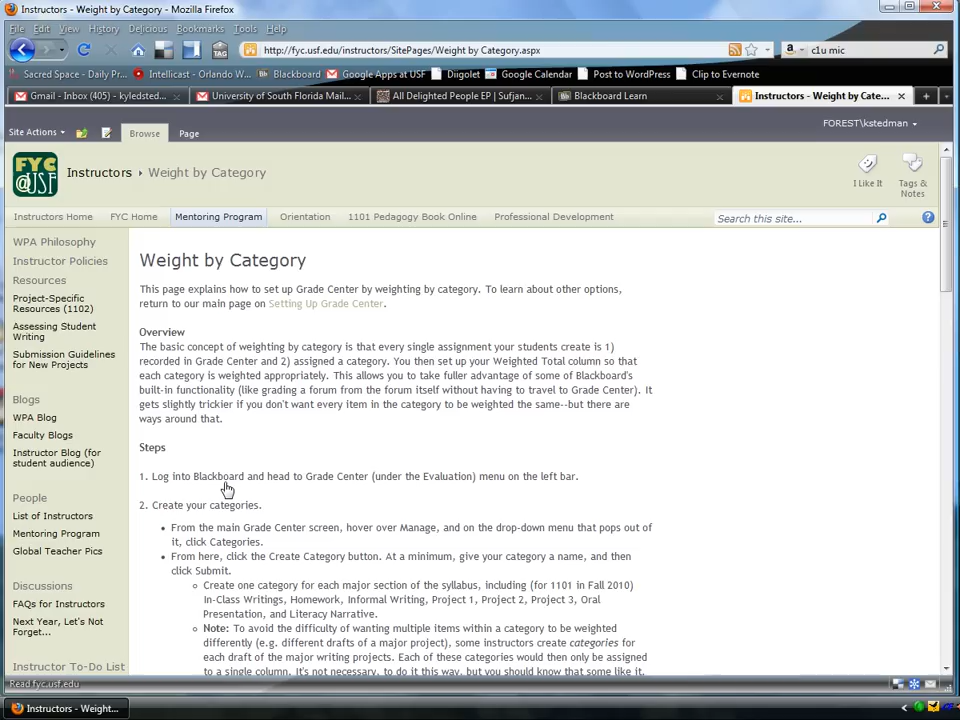 Instructors - Weight by Category - Mozilla Firefox
File Edit View History Delicious Bookmarks Tools Help
http://fyc.usf.edu/instructors/SitePages/Weight by Category.aspx
c1u mic
Sacred Space - Daily Pr... Intellicast - Orlando W... Blackboard Google Apps at USF Diigolet Google Calendar Post to WordPress Clip to Evernote
Gmail - Inbox (405) - kyledsted... University of South Florida Mail... All Delighted People EP | Sufjan... Blackboard Learn Instructors - Weight by Cate...
Site Actions Browse Page FOREST\kstedman
FYC @USF Instructors Weight by Category
I Like It
Tags & Notes
Instructors Home FYC Home Mentoring Program Orientation 1101 Pedagogy Book Online Professional Development Search this site...
WPA Philosophy
Instructor Policies
Resources
Project-Specific
Resources (1102)
Assessing Student
Writing
Submission Guidelines
for New Projects
Blogs
WPA Blog
Faculty Blogs
Instructor Blog (for
student audience)
People
List of Instructors
Mentoring Program
Global Teacher Pics
Discussions
FAQs for Instructors
Next Year, Let's Not
Forget...
Instructor To-Do List
Weight by Category
This page explains how to set up Grade Center by weighting by category. To learn about other options,
return to our main page on Setting Up Grade Center.
Overview
The basic concept of weighting by category is that every single assignment your students create is 1)
recorded in Grade Center and 2) assigned a category. You then set up your Weighted Total column so that
each category is weighted appropriately. This allows you to take fuller advantage of some of Blackboard's
built-in functionality (like grading a forum from the forum itself without having to travel to Grade Center). It
gets slightly trickier if you don't want every item in the category to be weighted the same--but there are
ways around that.
Steps
1. Log into Blackboard and head to Grade Center (under the Evaluation) menu on the left bar.
2. Create your categories.
• From the main Grade Center screen, hover over Manage, and on the drop-down menu that pops out of
it, click Categories.
• From here, click the Create Category button. At a minimum, give your category a name, and then
click Submit.
◦ Create one category for each major section of the syllabus, including (for 1101 in Fall 2010)
In-Class Writings, Homework, Informal Writing, Project 1, Project 2, Project 3, Oral
Presentation, and Literacy Narrative.
◦ Note: To avoid the difficulty of wanting multiple items within a category to be weighted
differently (e.g. different drafts of a major project), some instructors create categories for
each draft of the major writing projects. Each of these categories would then only be assigned
to a single column. It's not necessary, to do it this way, but you should know that some like it.
Read fyc.usf.edu
Instructors - Weight...